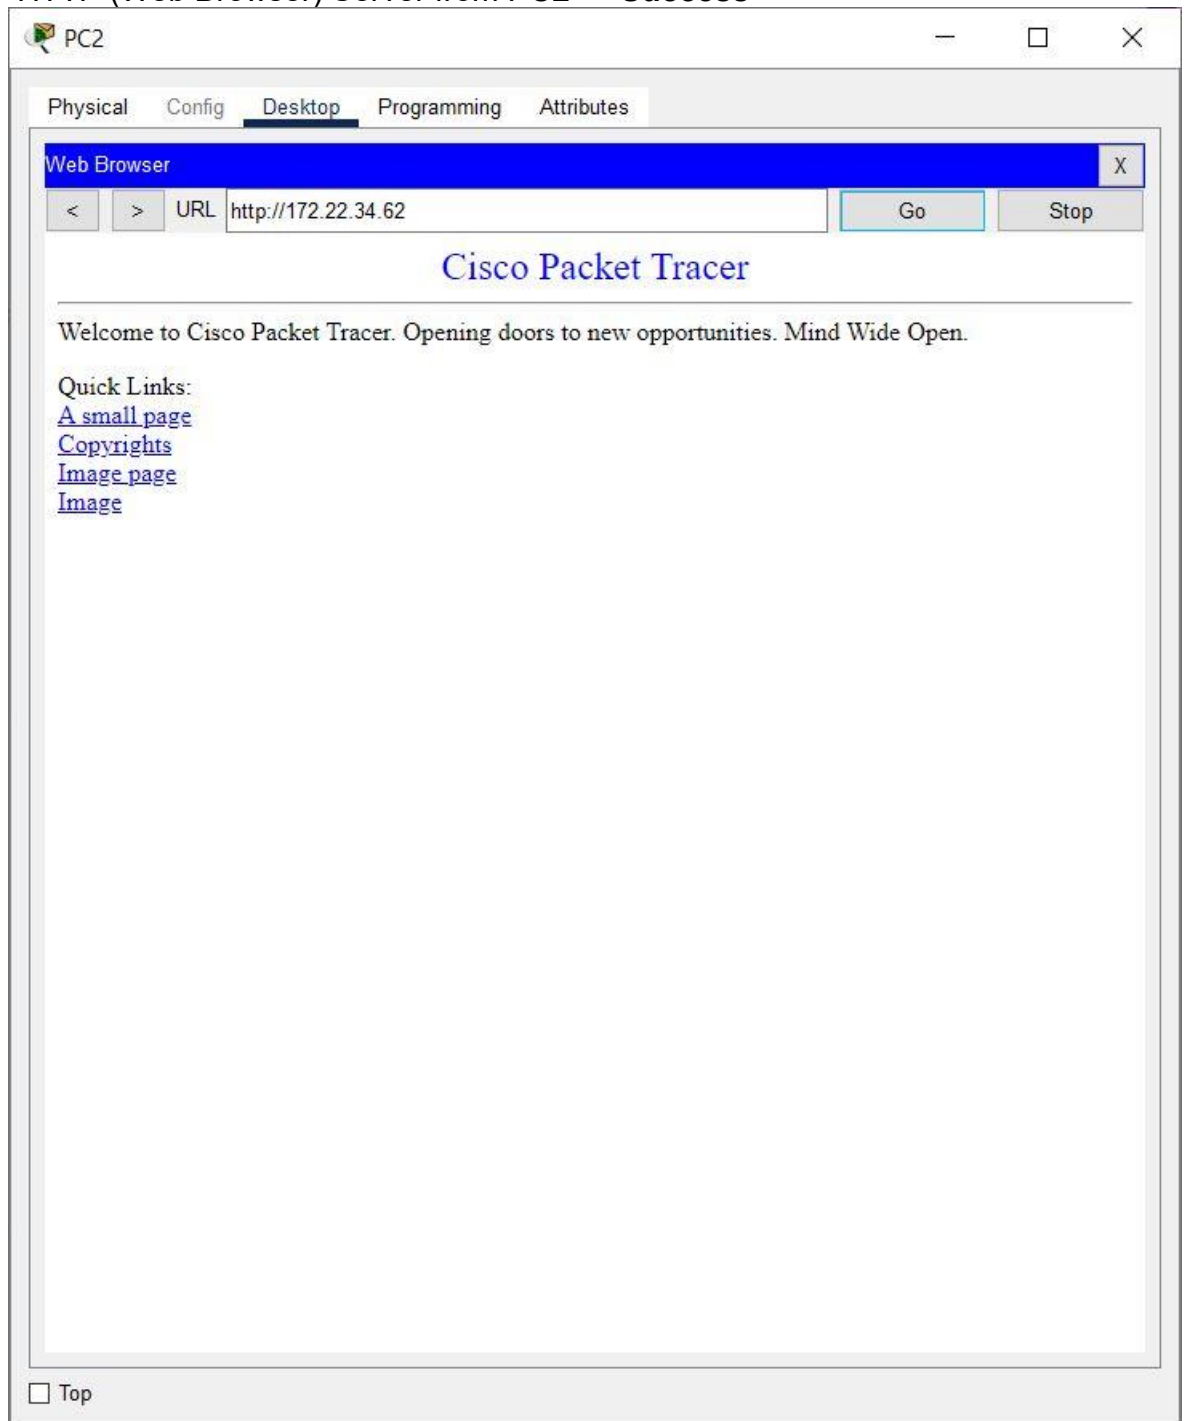 PC2
Physical Config Desktop Programming Attributes
Web Browser X
< > URL http://172.22.34.62 Go Stop
Cisco Packet Tracer
Welcome to Cisco Packet Tracer. Opening doors to new opportunities. Mind Wide Open.
Quick Links:
A small page
Copyrights
Image page
Image
Top